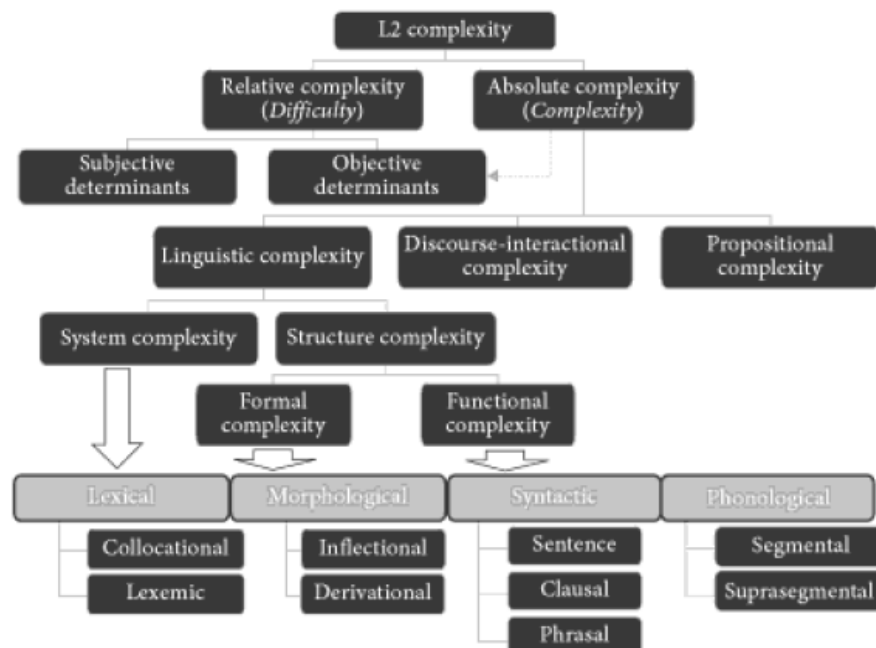 L2 complexity
Relative complexity
(Difficulty)
Absolute complexity
(Complexity)
Subjective
determinants
Objective
determinants
Linguistic complexity
Discourse-interactional
complexity
Propositional
complexity
System complexity
Structure complexity
Formal
complexity
Functional
complexity
Lexical
Morphological
Syntactic
Phonological
Collocational
Lexemic
Inflectional
Derivational
Sentence
Clausal
Phrasal
Segmental
Suprasegmental